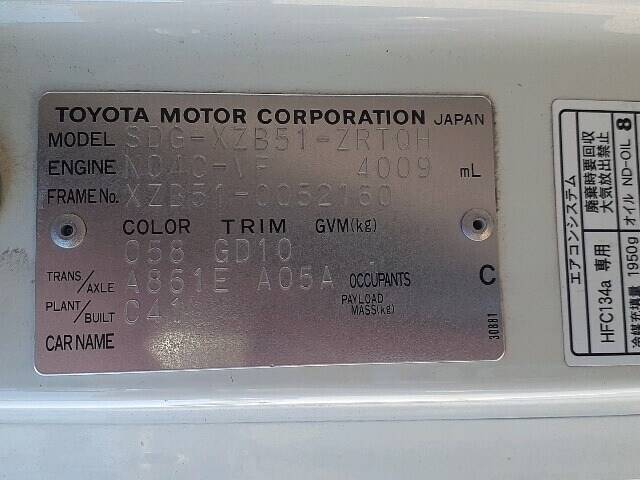 TOYOTA MOTOR CORPORATION JAPAN
MODEL SDG-XZB51-ZRTQH
ENGINE N04C-VF 4009 mL
FRAME No. XZB51-0052160
COLOR TRIM GVM(kg)
058 GD10
TRANS/AXLE A861E A05A OCCUPANTS C
PLANT/BUILT C41 PAYLOAD MASS(kg)
CAR NAME
30881
エアコンシステム
廃棄時要回収
大気放出禁止
HFC134a 専用
オイル ND-OIL 8
冷媒充填量 1950g